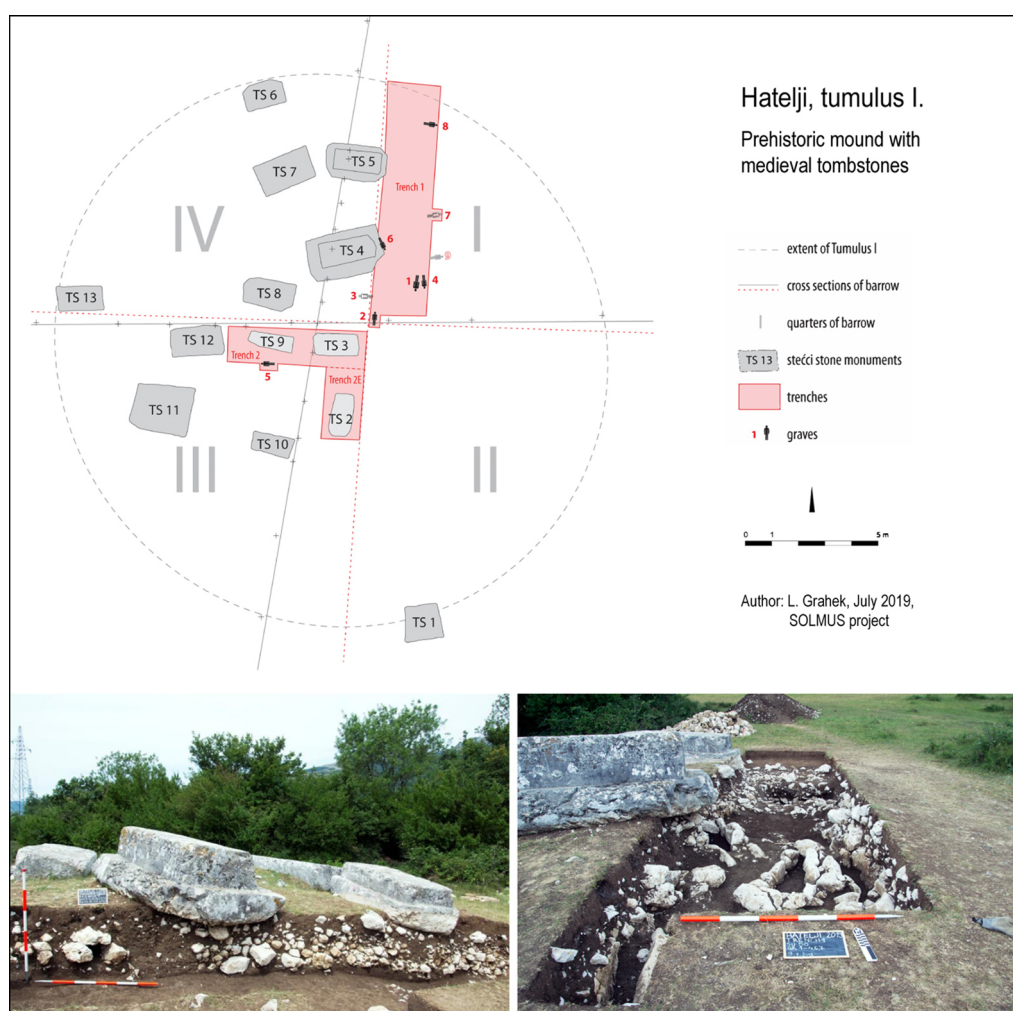 TS 6
TS 7
TS 5
Trench 1
8
IV
I
7
6
TS 4
9
1
4
TS 8
3
TS 13
2
TS 12
TS 9
TS 3
Trench 2
5
Trench 2E
TS 11
TS 2
TS 10
III
II
TS 1
Hatelji, tumulus I.
Prehistoric mound with
medieval tombstones
extent of Tumulus I
cross sections of barrow
I quarters of barrow
TS 13 stećci stone monuments
trenches
1 graves
0 1 5 m
Author: L. Grahek, July 2019,
SOLMUS project